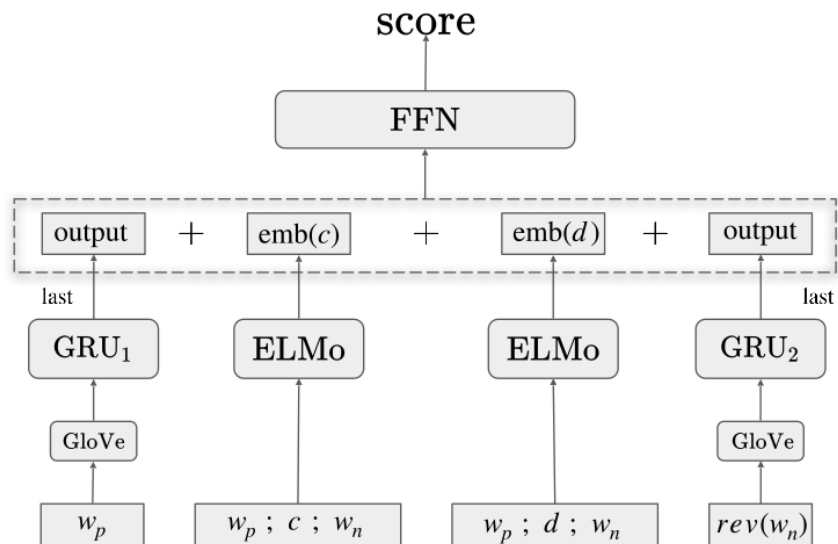 score
FFN
output + emb(c) + emb(d) + output
last last
GRU₁ ELMo ELMo GRU₂
GloVe GloVe
wₚ wₚ ; c ; wₙ wₚ ; d ; wₙ rev(wₙ)